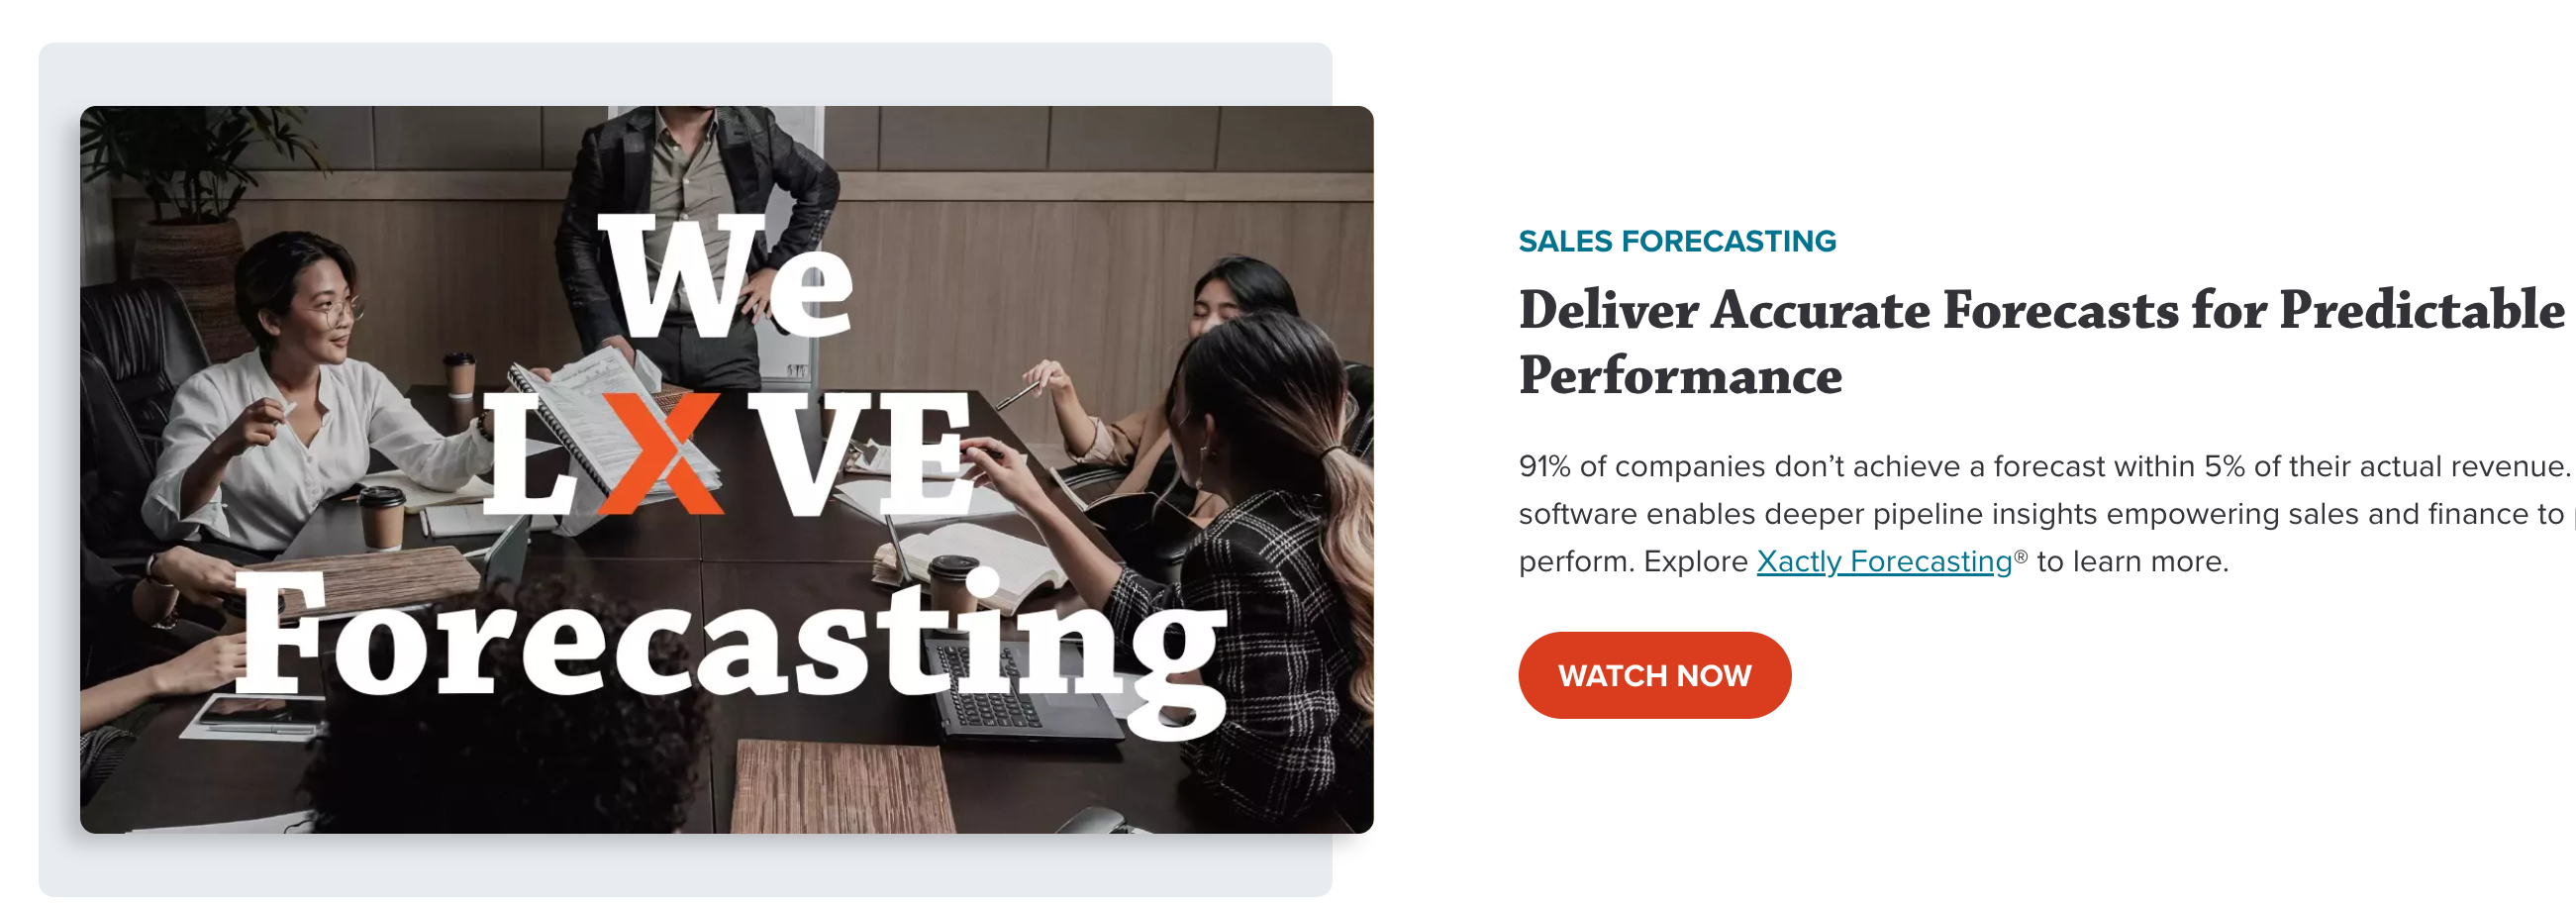 We
LXVE
Forecasting
SALES FORECASTING
Deliver Accurate Forecasts for Predictable
Performance
91% of companies don’t achieve a forecast within 5% of their actual revenue.
software enables deeper pipeline insights empowering sales and finance to
perform. Explore Xactly Forecasting® to learn more.
WATCH NOW